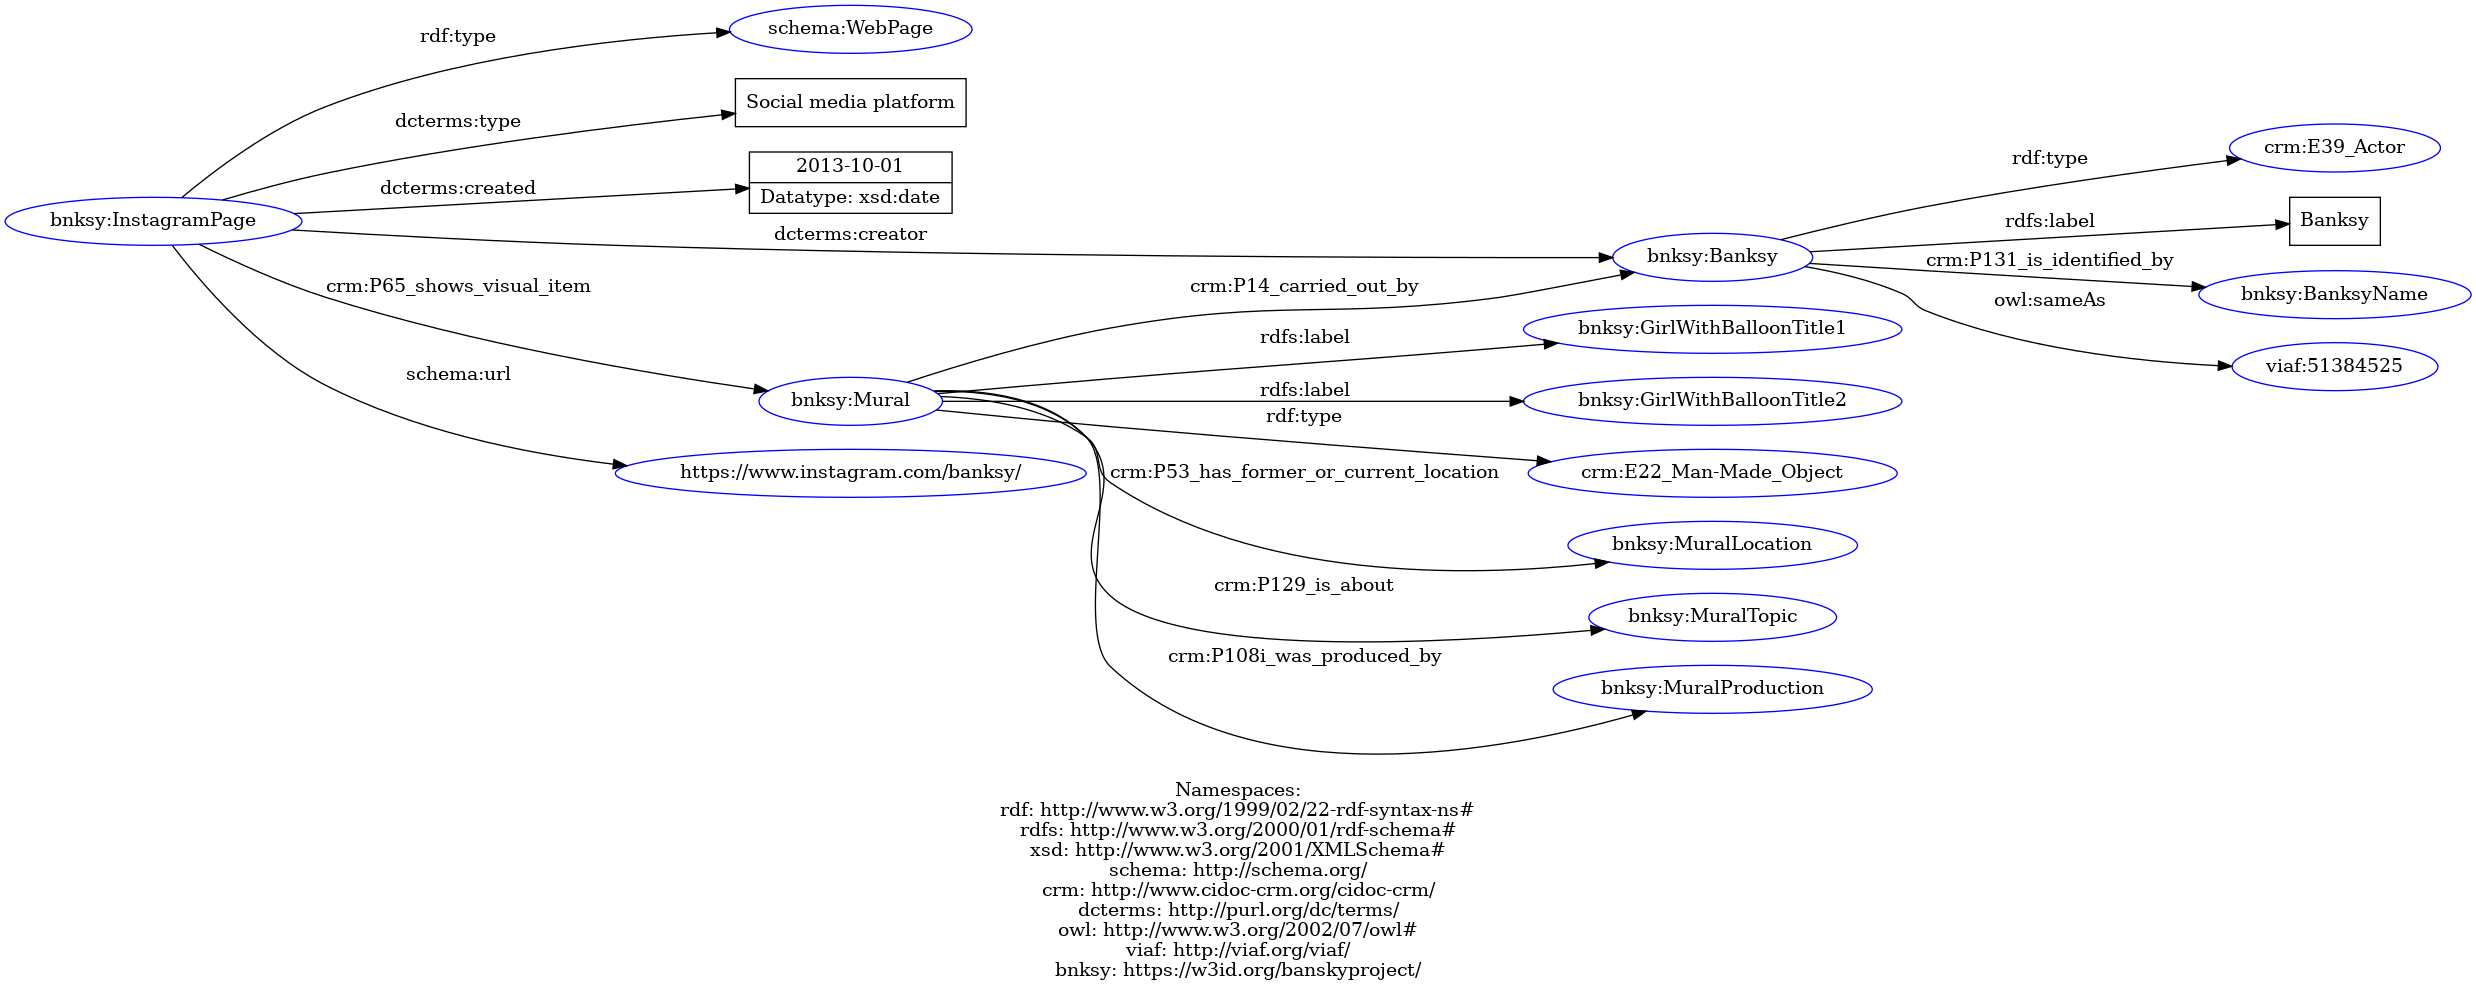 schema:WebPage
rdf:type
Social media platform
dcterms:type
2013-10-01
Datatype: xsd:date
dcterms:created
bnksy:InstagramPage
dcterms:creator
crm:P65_shows_visual_item
schema:url
bnksy:Mural
https://www.instagram.com/banksy/
crm:P14_carried_out_by
rdfs:label
rdfs:label
rdf:type
crm:P53_has_former_or_current_location
crm:P129_is_about
crm:P108i_was_produced_by
bnksy:Banksy
bnksy:GirlWithBalloonTitle1
bnksy:GirlWithBalloonTitle2
crm:E22_Man-Made_Object
bnksy:MuralLocation
bnksy:MuralTopic
bnksy:MuralProduction
rdf:type
rdfs:label
crm:P131_is_identified_by
owl:sameAs
crm:E39_Actor
Banksy
bnksy:BanksyName
viaf:51384525
Namespaces:
rdf: http://www.w3.org/1999/02/22-rdf-syntax-ns#
rdfs: http://www.w3.org/2000/01/rdf-schema#
xsd: http://www.w3.org/2001/XMLSchema#
schema: http://schema.org/
crm: http://www.cidoc-crm.org/cidoc-crm/
dcterms: http://purl.org/dc/terms/
owl: http://www.w3.org/2002/07/owl#
viaf: http://viaf.org/viaf/
bnksy: https://w3id.org/banskyproject/